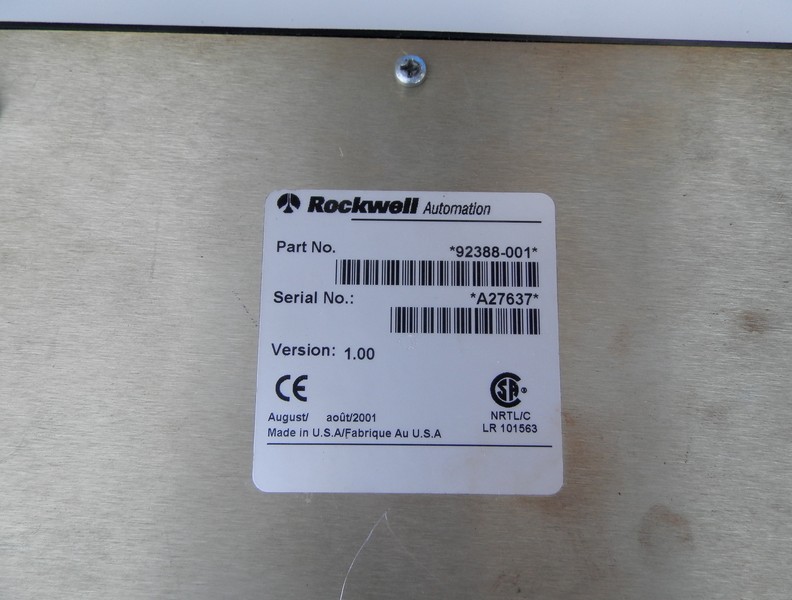 Rockwell Automation
Part No. *92388-001*
Serial No.: *A27637*
Version: 1.00
CE
SA
NRTL/C
LR 101563
August/ août/2001
Made in U.S.A/Fabrique Au U.S.A